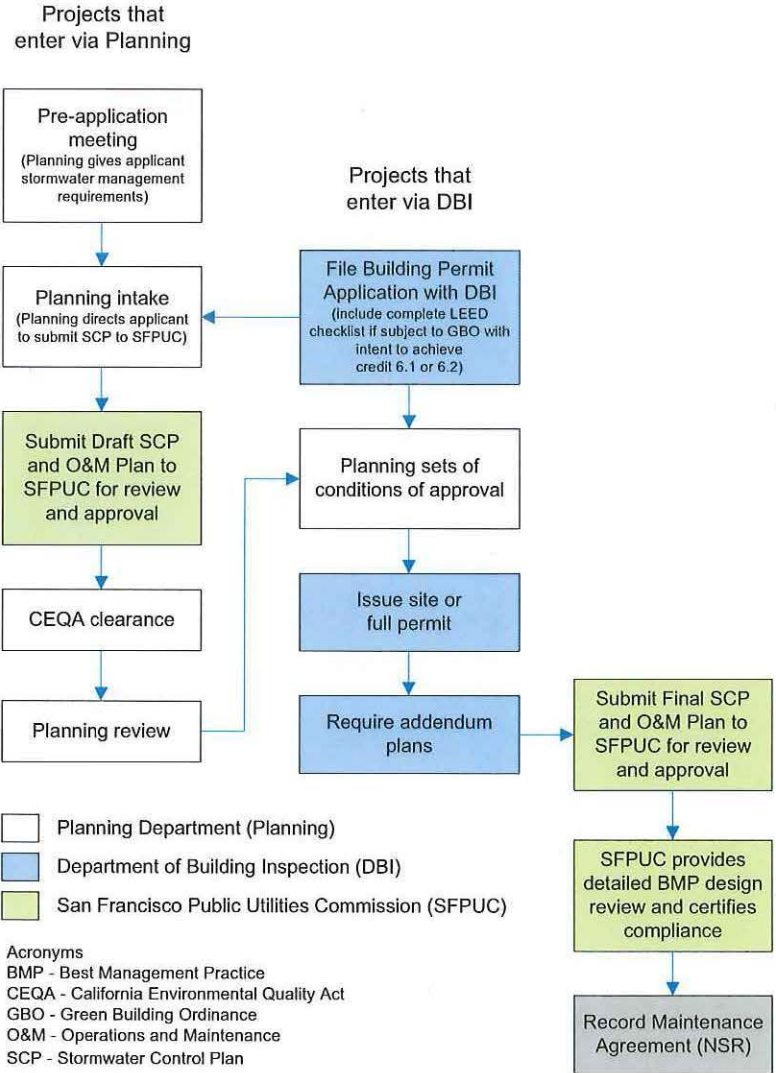 Projects that
enter via Planning
Pre-application
meeting
(Planning gives applicant
stormwater management
requirements)
Planning intake
(Planning directs applicant
to submit SCP to SFPUC)
Submit Draft SCP
and O&M Plan to
SFPUC for review
and approval
CEQA clearance
Planning review
Projects that
enter via DBI
File Building Permit
Application with DBI
(include complete LEED
checklist if subject to GBO with
intent to achieve
credit 6.1 or 6.2)
Planning sets of
conditions of approval
Issue site or
full permit
Require addendum
plans
Submit Final SCP
and O&M Plan to
SFPUC for review
and approval
SFPUC provides
detailed BMP design
review and certifies
compliance
Record Maintenance
Agreement (NSR)
Planning Department (Planning)
Department of Building Inspection (DBI)
San Francisco Public Utilities Commission (SFPUC)
Acronyms
BMP - Best Management Practice
CEQA - California Environmental Quality Act
GBO - Green Building Ordinance
O&M - Operations and Maintenance
SCP - Stormwater Control Plan